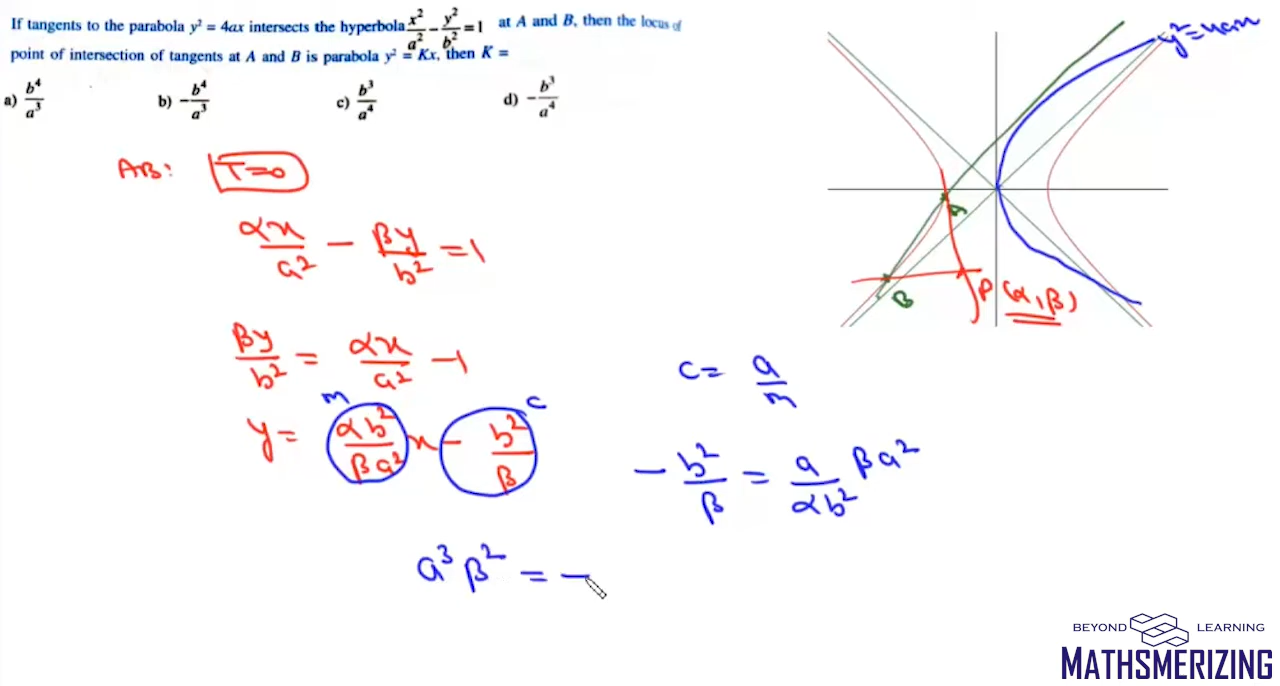 If tangents to the parabola y² = 4ax intersects the hyperbola x²/a² − y²/b² = 1 at A and B, then the locus of
point of intersection of tangents at A and B is parabola y² = Kx, then K =
a) b⁴/a³ b) −b⁴/a³ c) b³/a⁴ d) −b³/a⁴
y²=4ax
AB: T=0
A
αx/a² − βy/b² = 1
B P (α,β)
βy/b² = αx/a² − 1
c = a/m
m c
y = αb²/βa² x − b²/β
− b²/β = a/αb² βa²
a³β² = −
BEYOND LEARNING
MATHSMERIZING